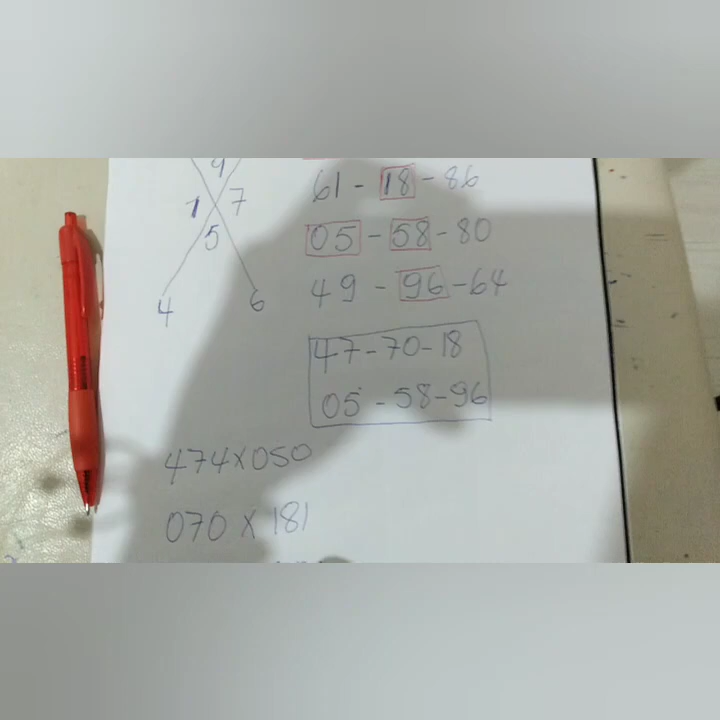 9
1 7
5
4 6
61 - 18 - 86
05 - 58 - 80
49 - 96 - 64
47 - 70 - 18
05 - 58 - 96
474 x 050
070 x 181